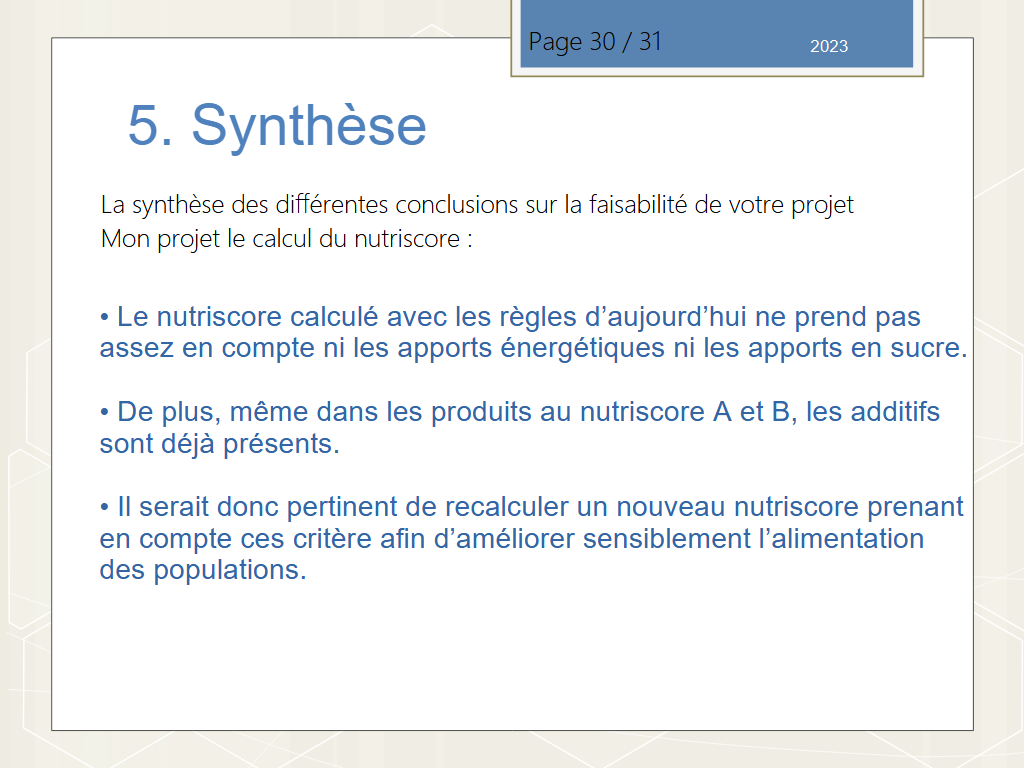 Page 30 / 31
2023
5. Synthèse
La synthèse des différentes conclusions sur la faisabilité de votre projet
Mon projet le calcul du nutriscore :
• Le nutriscore calculé avec les règles d’aujourd’hui ne prend pas
assez en compte ni les apports énergétiques ni les apports en sucre.
• De plus, même dans les produits au nutriscore A et B, les additifs
sont déjà présents.
• Il serait donc pertinent de recalculer un nouveau nutriscore prenant
en compte ces critère afin d’améliorer sensiblement l’alimentation
des populations.